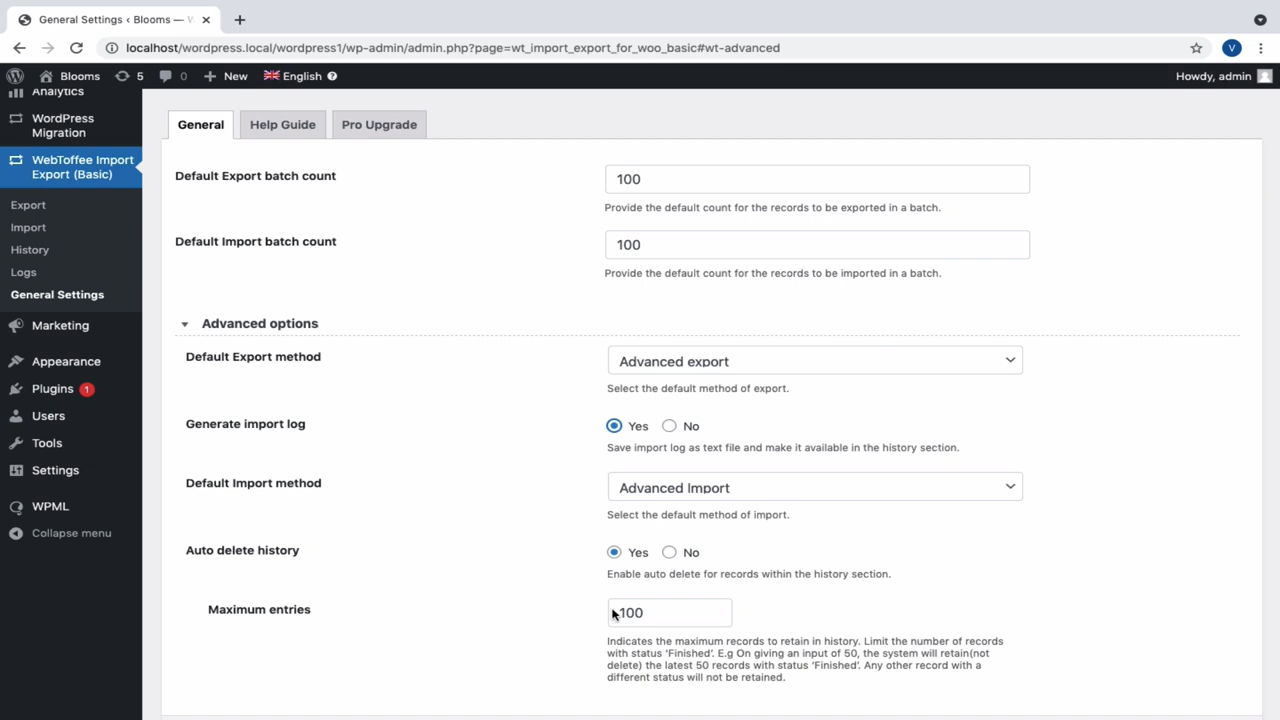 General Settings ‹ Blooms —
localhost/wordpress.local/wordpress1/wp-admin/admin.php?page=wt_import_export_for_woo_basic#wt-advanced
V
Blooms 5 0 New English Howdy, admin
Analytics
WordPress
Migration
WebToffee Import
Export (Basic)
Export
Import
History
Logs
General Settings
Marketing
Appearance
Plugins 1
Users
Tools
Settings
WPML
Collapse menu
General Help Guide Pro Upgrade
Default Export batch count 100
Provide the default count for the records to be exported in a batch.
Default Import batch count 100
Provide the default count for the records to be imported in a batch.
Advanced options
Default Export method Advanced export
Select the default method of export.
Generate import log Yes No
Save import log as text file and make it available in the history section.
Default Import method Advanced Import
Select the default method of import.
Auto delete history Yes No
Enable auto delete for records within the history section.
Maximum entries 100
Indicates the maximum records to retain in history. Limit the number of records
with status 'Finished'. E.g On giving an input of 50, the system will retain(not
delete) the latest 50 records with status 'Finished'. Any other record with a
different status will not be retained.